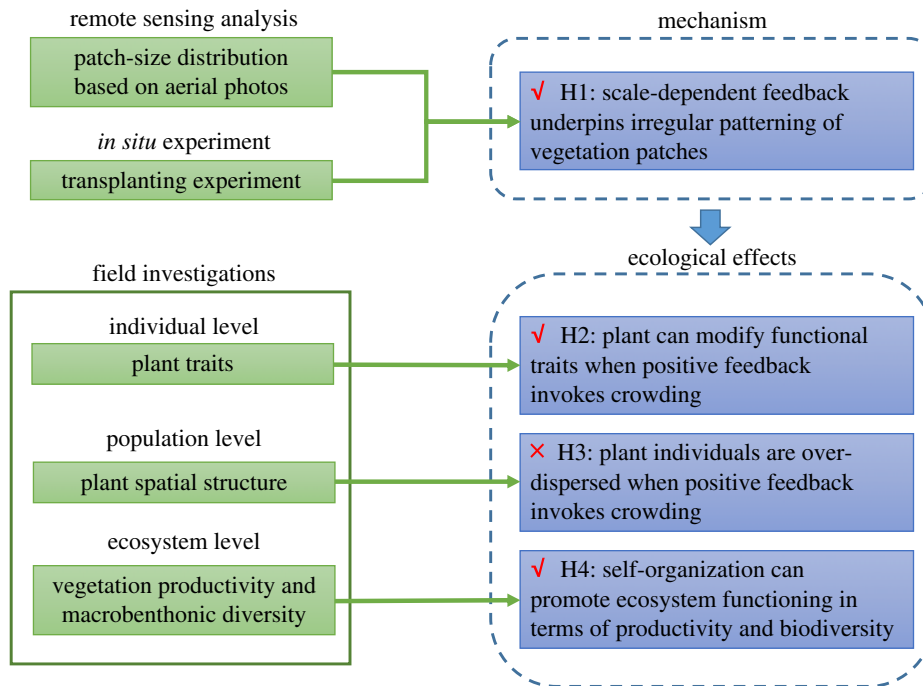 remote sensing analysis
patch-size distribution
based on aerial photos
in situ experiment
transplanting experiment
mechanism
√ H1: scale-dependent feedback
underpins irregular patterning of
vegetation patches
field investigations
individual level
plant traits
population level
plant spatial structure
ecosystem level
vegetation productivity and
macrobenthonic diversity
ecological effects
√ H2: plant can modify functional
traits when positive feedback
invokes crowding
× H3: plant individuals are over-
dispersed when positive feedback
invokes crowding
√ H4: self-organization can
promote ecosystem functioning in
terms of productivity and biodiversity